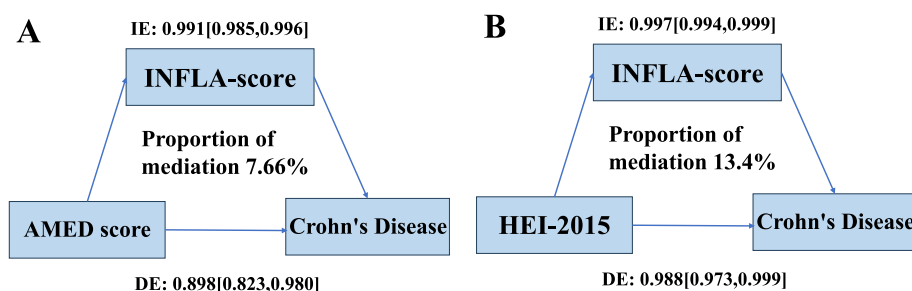 A
IE: 0.991[0.985,0.996]
INFLA-score
Proportion of
mediation 7.66%
AMED score
Crohn's Disease
DE: 0.898[0.823,0.980]
B
IE: 0.997[0.994,0.999]
INFLA-score
Proportion of
mediation 13.4%
HEI-2015
Crohn's Disease
DE: 0.988[0.973,0.999]